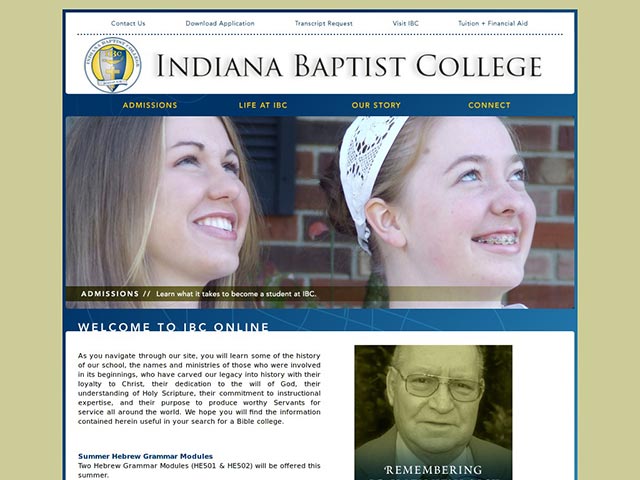 Contact Us Download Application Transcript Request Visit IBC Tuition + Financial Aid
INDIANA BAPTIST COLLEGE
ADMISSIONS LIFE AT IBC OUR STORY CONNECT
ADMISSIONS // Learn what it takes to become a student at IBC.
WELCOME TO IBC ONLINE
As you navigate through our site, you will learn some of the history
of our school, the names and ministries of those who were involved
in its beginnings, who have carved our legacy into history with their
loyalty to Christ, their dedication to the will of God, their
understanding of Holy Scripture, their commitment to instructional
expertise, and their purpose to produce worthy Servants for
service all around the world. We hope you will find the information
contained herein useful in your search for a Bible college.
Summer Hebrew Grammar Modules
Two Hebrew Grammar Modules (HE501 & HE502) will be offered this
summer.
REMEMBERING